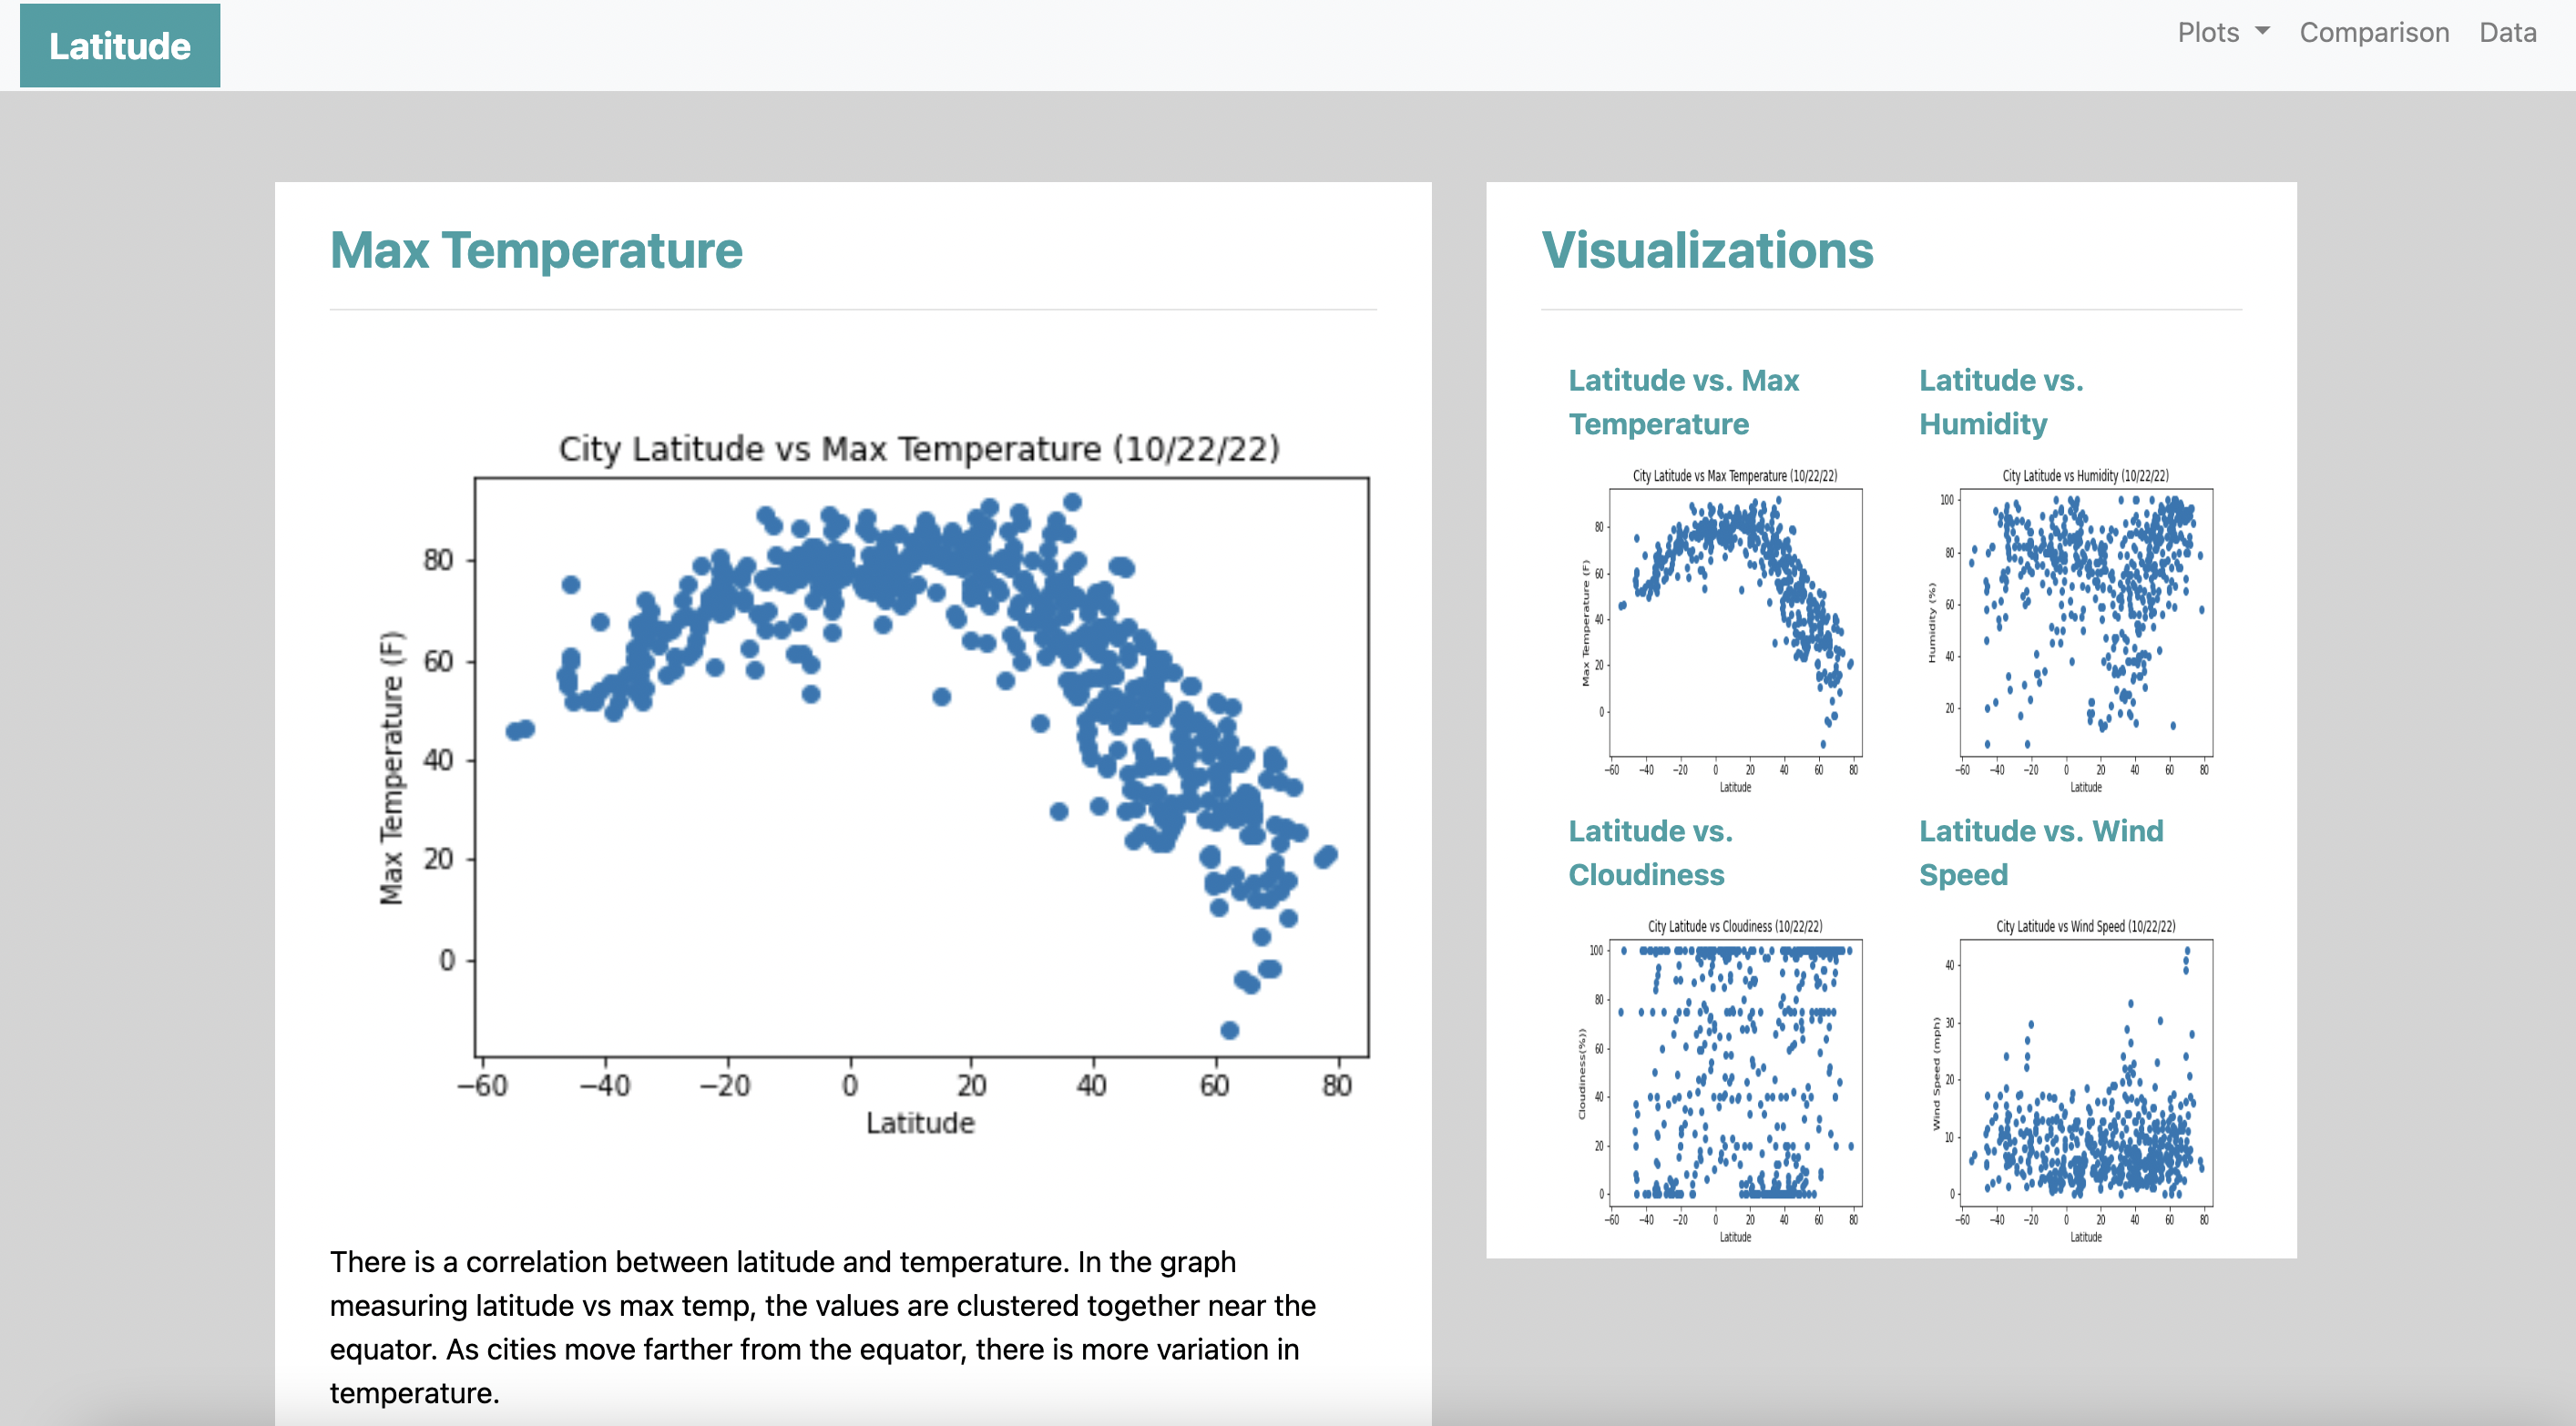 Latitude
Plots Comparison Data
Max Temperature
City Latitude vs Max Temperature (10/22/22)
Max Temperature (F)
80
60
40
20
0
−60 −40 −20 0 20 40 60 80
Latitude
There is a correlation between latitude and temperature. In the graph
measuring latitude vs max temp, the values are clustered together near the
equator. As cities move farther from the equator, there is more variation in
temperature.
Visualizations
Latitude vs. Max
Temperature
City Latitude vs Max Temperature (10/22/22)
Max Temperature (F)
80
60
40
20
0
−60 −40 −20 0 20 40 60 80
Latitude
Latitude vs.
Humidity
City Latitude vs Humidity (10/22/22)
Humidity (%)
100
80
60
40
20
−60 −40 −20 0 20 40 60 80
Latitude
Latitude vs.
Cloudiness
City Latitude vs Cloudiness (10/22/22)
Cloudiness(%))
100
80
60
40
20
0
−60 −40 −20 0 20 40 60 80
Latitude
Latitude vs. Wind
Speed
City Latitude vs Wind Speed (10/22/22)
Wind Speed (mph)
40
30
20
10
0
−60 −40 −20 0 20 40 60 80
Latitude